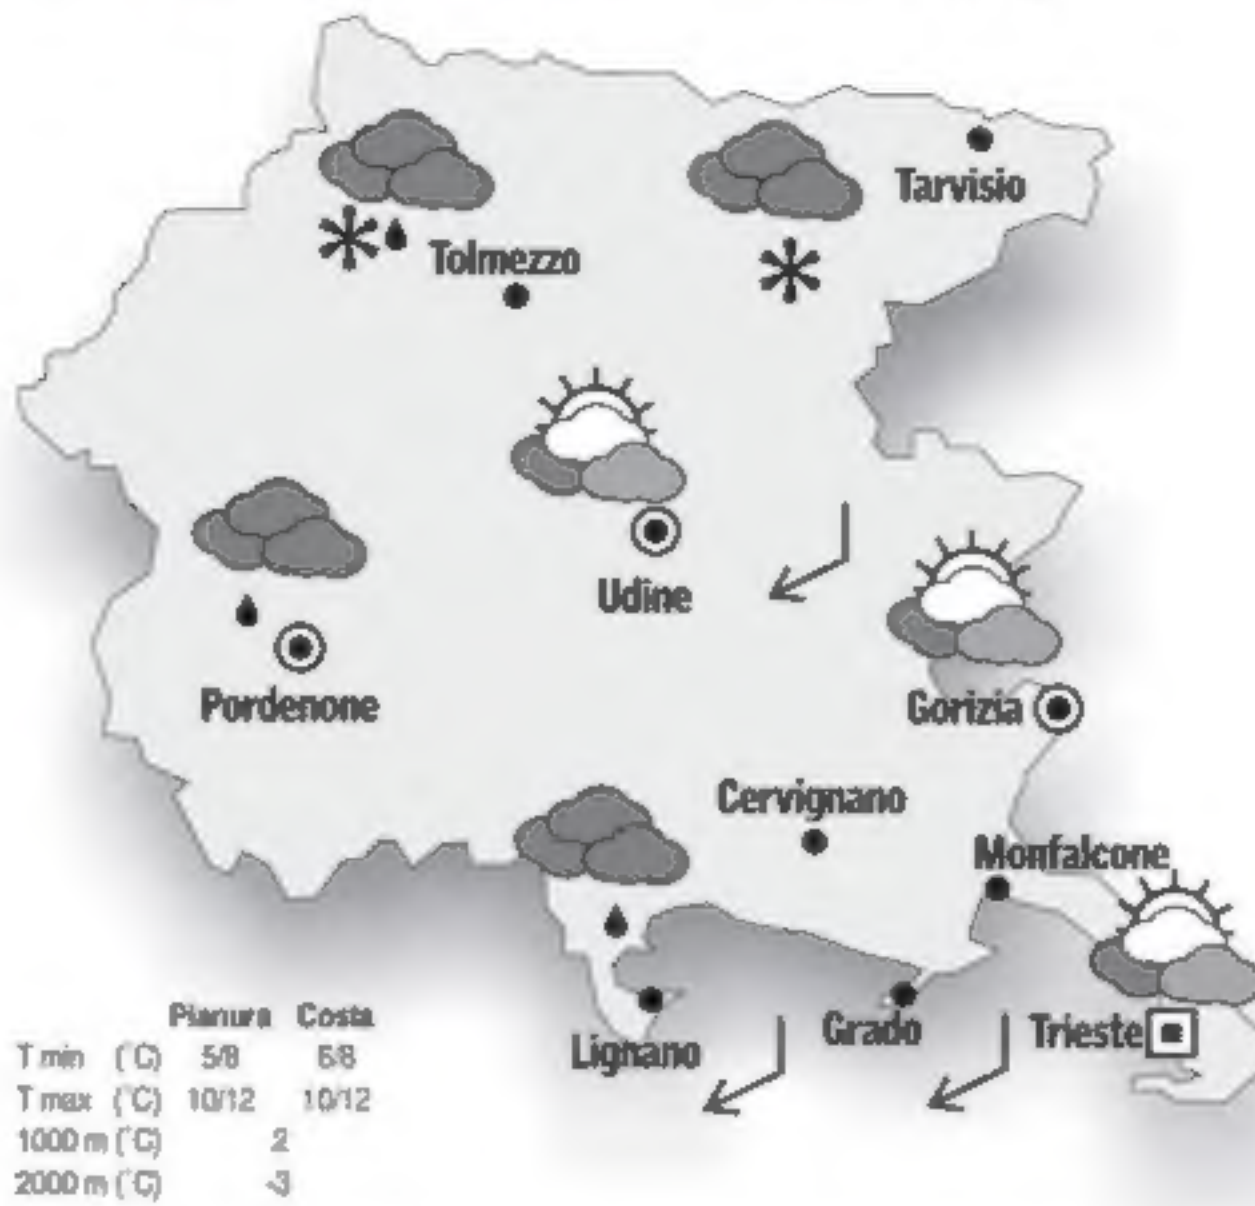 Tarvisio
Tolmezzo
Udine
Pordenone
Gorizia
Cervignano
Monfalcone
Lignano
Grado
Trieste
Pianura Costa
T min (°C) 5/8 6/8
T max (°C) 10/12 10/12
1000 m (°C) 2
2000 m (°C) -3